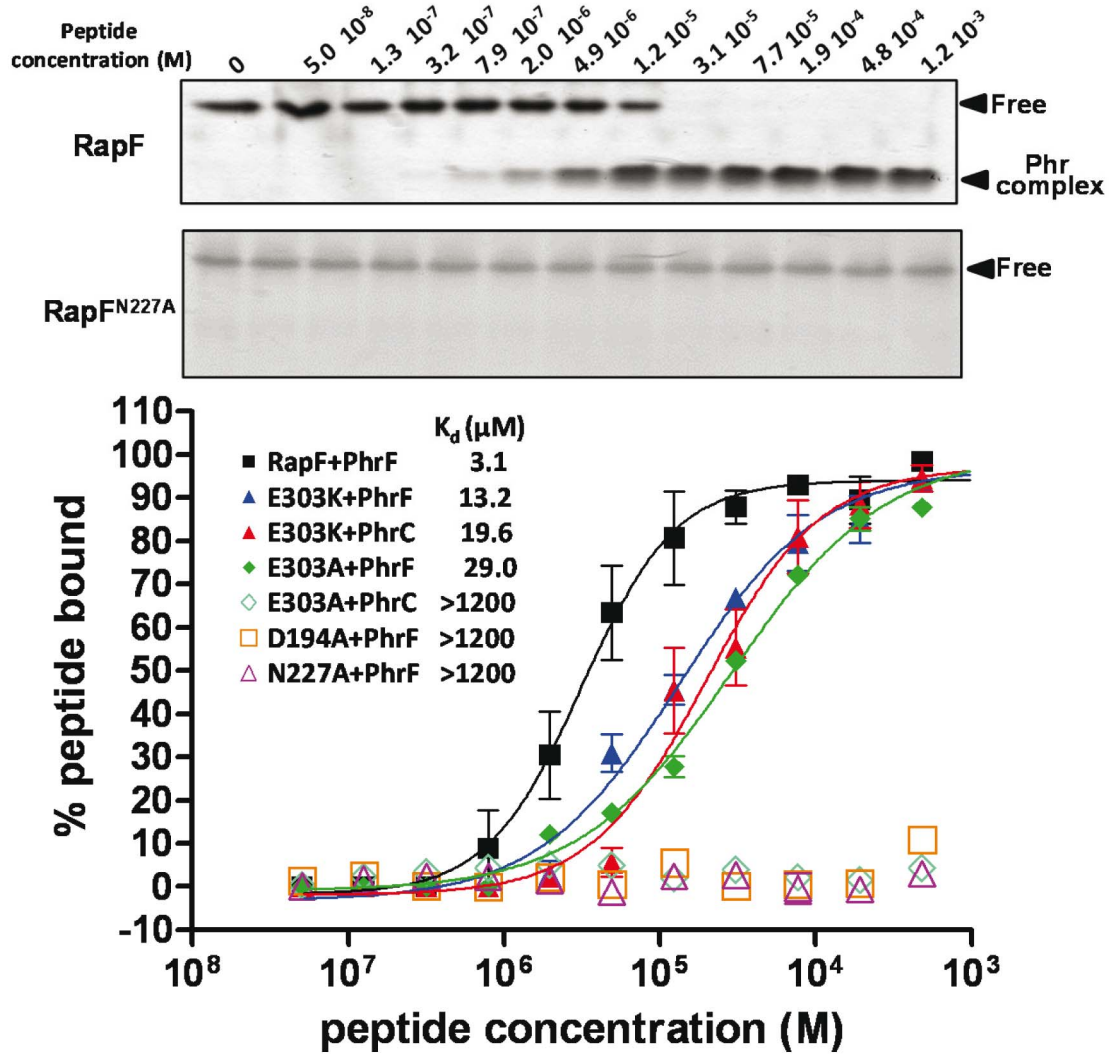 Peptide concentration (M)
0 5.0 10-8 1.3 10-7 3.2 10-7 7.9 10-7 2.0 10-6 4.9 10-6 1.2 10-5 3.1 10-5 7.7 10-5 1.9 10-4 4.8 10-4 1.2 10-3
RapF
Free
Phr
complex
RapFN227A
Free
Kd (μM)
RapF+PhrF 3.1
E303K+PhrF 13.2
E303K+PhrC 19.6
E303A+PhrF 29.0
E303A+PhrC >1200
D194A+PhrF >1200
N227A+PhrF >1200
110
100
90
80
70
60
50
40
30
20
10
0
-10
% peptide bound
108 107 106 105 104 103
peptide concentration (M)